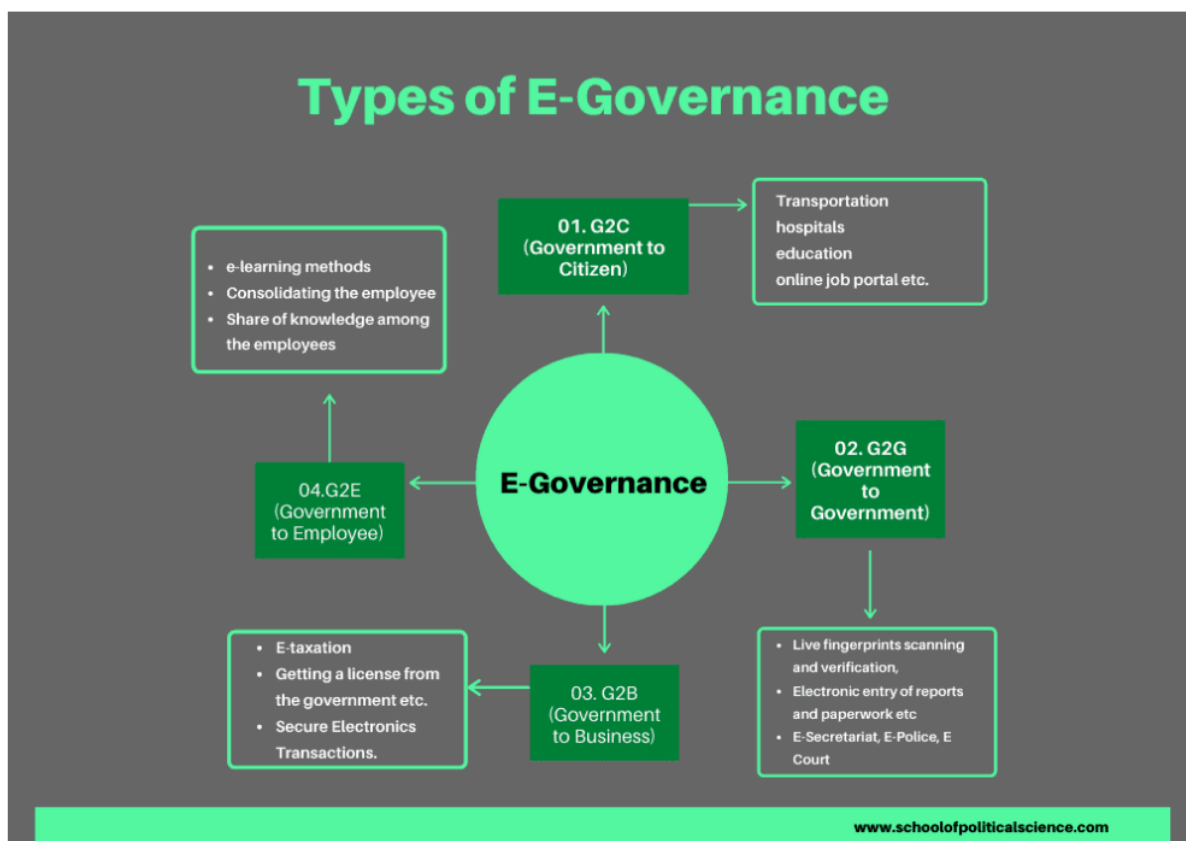 Types of E-Governance
01. G2C
(Government to
Citizen)
Transportation
hospitals
education
online job portal etc.
• e-learning methods
• Consolidating the employee
• Share of knowledge among
the employees
E-Governance
02. G2G
(Government
to
Government)
04.G2E
(Government
to Employee)
• E-taxation
• Getting a license from
the government etc.
• Secure Electronics
Transactions.
03. G2B
(Government
to Business)
• Live fingerprints scanning
and verification,
• Electronic entry of reports
and paperwork etc
• E-Secretariat, E-Police, E
Court
www.schoolofpoliticalscience.com